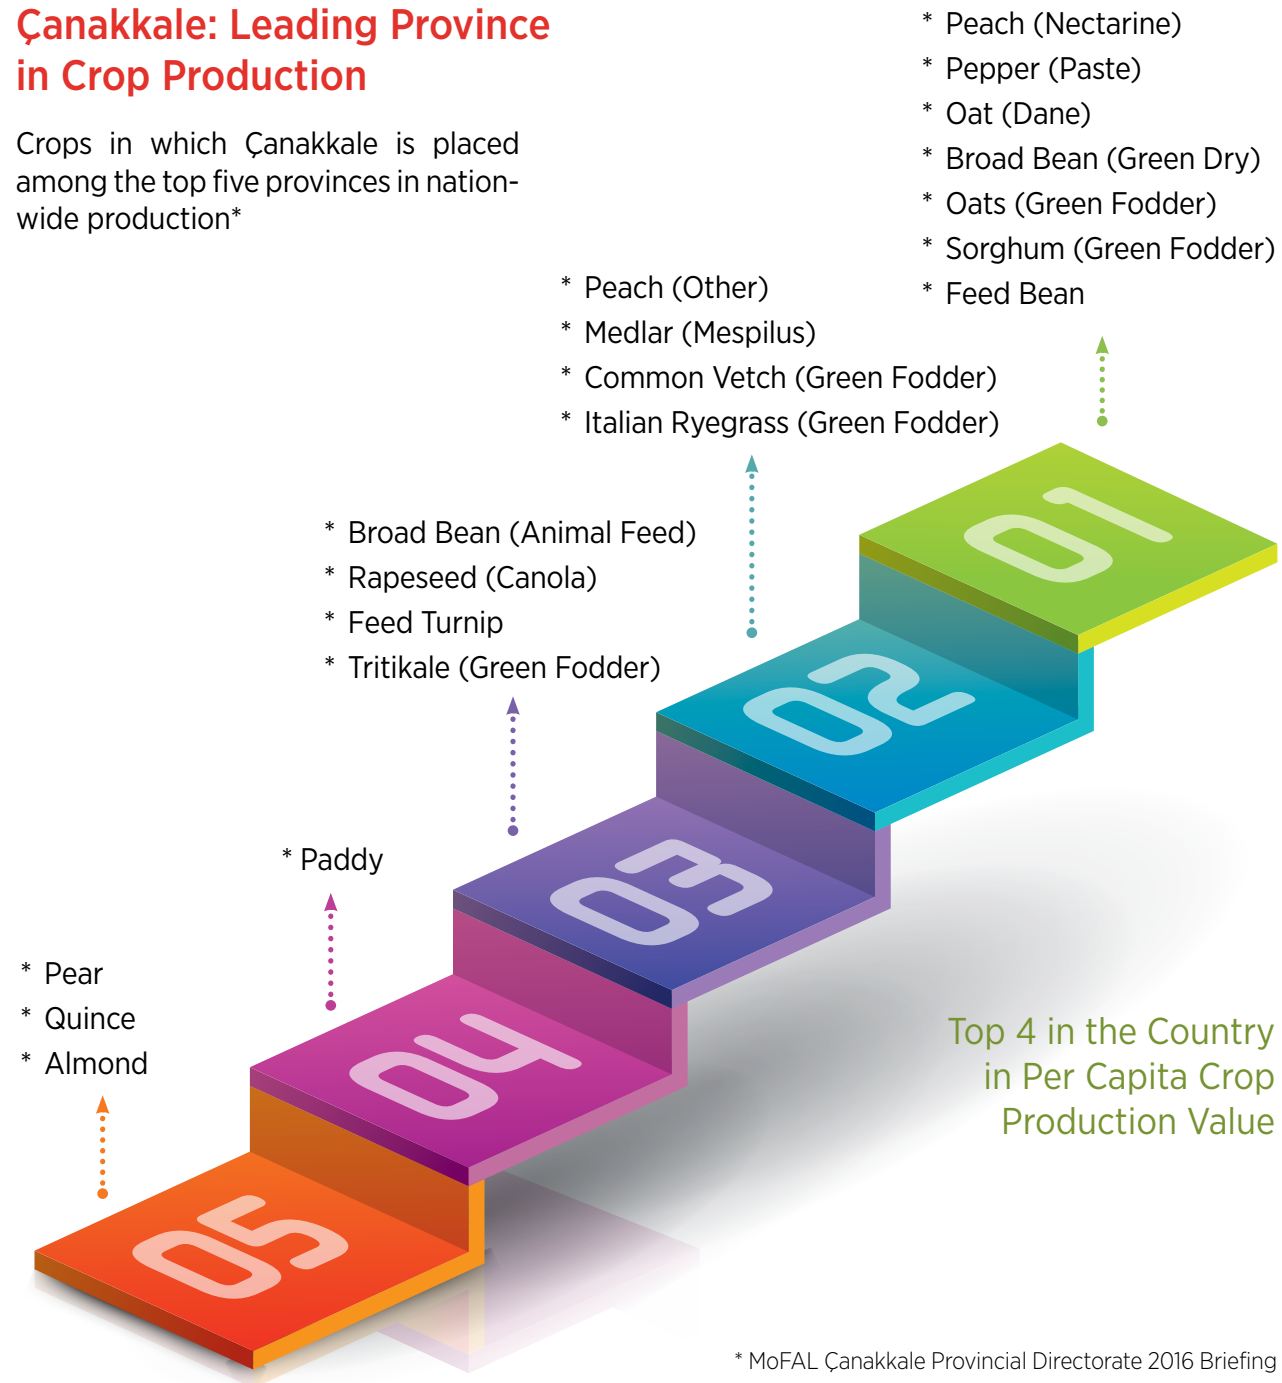 Çanakkale: Leading Province
in Crop Production
Crops in which Çanakkale is placed
among the top five provinces in nation-
wide production*
* Peach (Nectarine)
* Pepper (Paste)
* Oat (Dane)
* Broad Bean (Green Dry)
* Oats (Green Fodder)
* Sorghum (Green Fodder)
* Feed Bean
* Peach (Other)
* Medlar (Mespilus)
* Common Vetch (Green Fodder)
* Italian Ryegrass (Green Fodder)
* Broad Bean (Animal Feed)
* Rapeseed (Canola)
* Feed Turnip
* Tritikale (Green Fodder)
* Paddy
* Pear
* Quince
* Almond
01
02
03
04
05
Top 4 in the Country
in Per Capita Crop
Production Value
* MoFAL Çanakkale Provincial Directorate 2016 Briefing